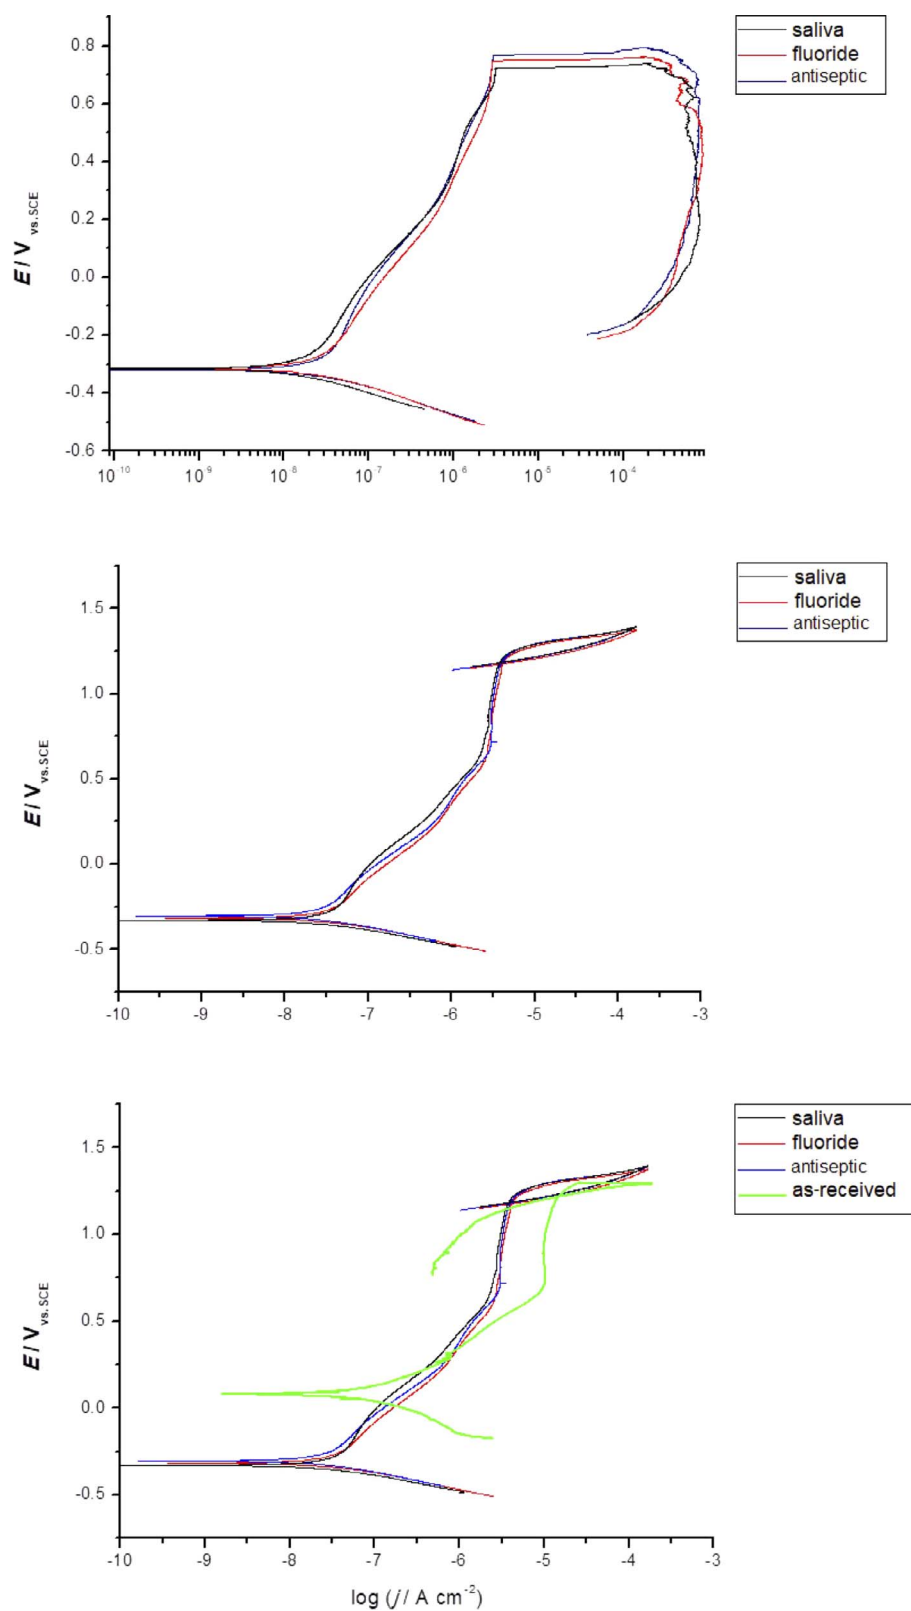 saliva
fluoride
antiseptic
E/ V vs.SCE
0.8
0.6
0.4
0.2
0.0
-0.2
-0.4
-0.6
10⁻¹⁰ 10⁻⁹ 10⁻⁸ 10⁻⁷ 10⁻⁶ 10⁻⁵ 10⁻⁴
saliva
fluoride
antiseptic
E/ V vs.SCE
1.5
1.0
0.5
0.0
-0.5
-10 -9 -8 -7 -6 -5 -4 -3
saliva
fluoride
antiseptic
as-received
E/ V vs.SCE
1.5
1.0
0.5
0.0
-0.5
-10 -9 -8 -7 -6 -5 -4 -3
log (j/ A cm⁻²)